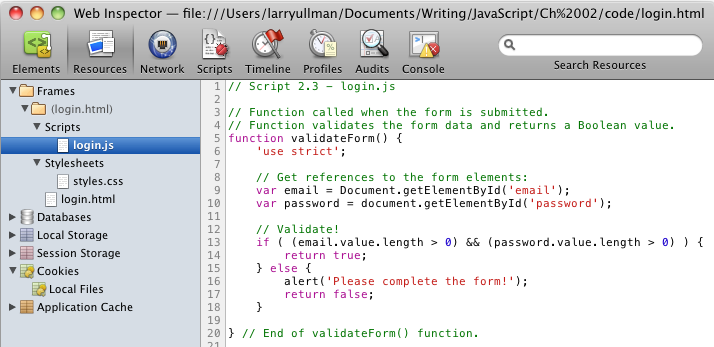 Web Inspector — file:///Users/larryullman/Documents/Writing/JavaScript/Ch%2002/code/login.html
Elements Resources Network Scripts Timeline Profiles Audits Console
Search Resources
Frames
(login.html)
Scripts
login.js
Stylesheets
styles.css
login.html
Databases
Local Storage
Session Storage
Cookies
Local Files
Application Cache
1 // Script 2.3 - login.js
2
3 // Function called when the form is submitted.
4 // Function validates the form data and returns a Boolean value.
5 function validateForm() {
6     'use strict';
7
8     // Get references to the form elements:
9     var email = Document.getElementById('email');
10     var password = document.getElementById('password');
11
12     // Validate!
13     if ( (email.value.length > 0) && (password.value.length > 0) ) {
14         return true;
15     } else {
16         alert('Please complete the form!');
17         return false;
18     }
19
20 } // End of validateForm() function.
21